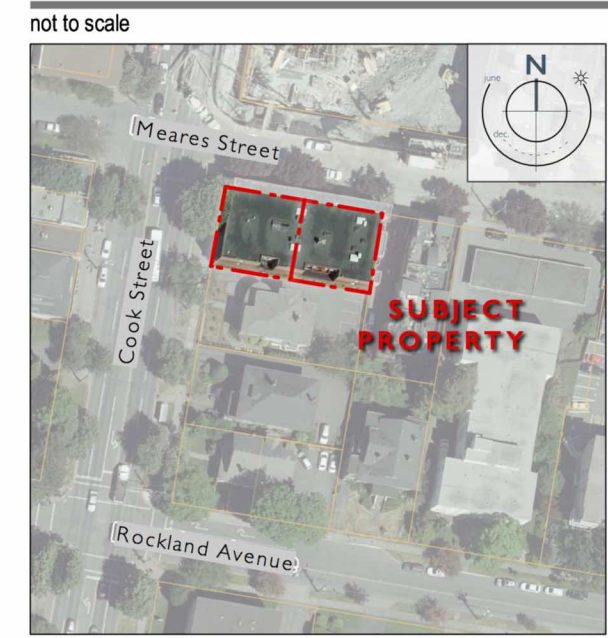 not to scale
N
june
dec.
Meares Street
Cook Street
SUBJECT
PROPERTY
Rockland Avenue